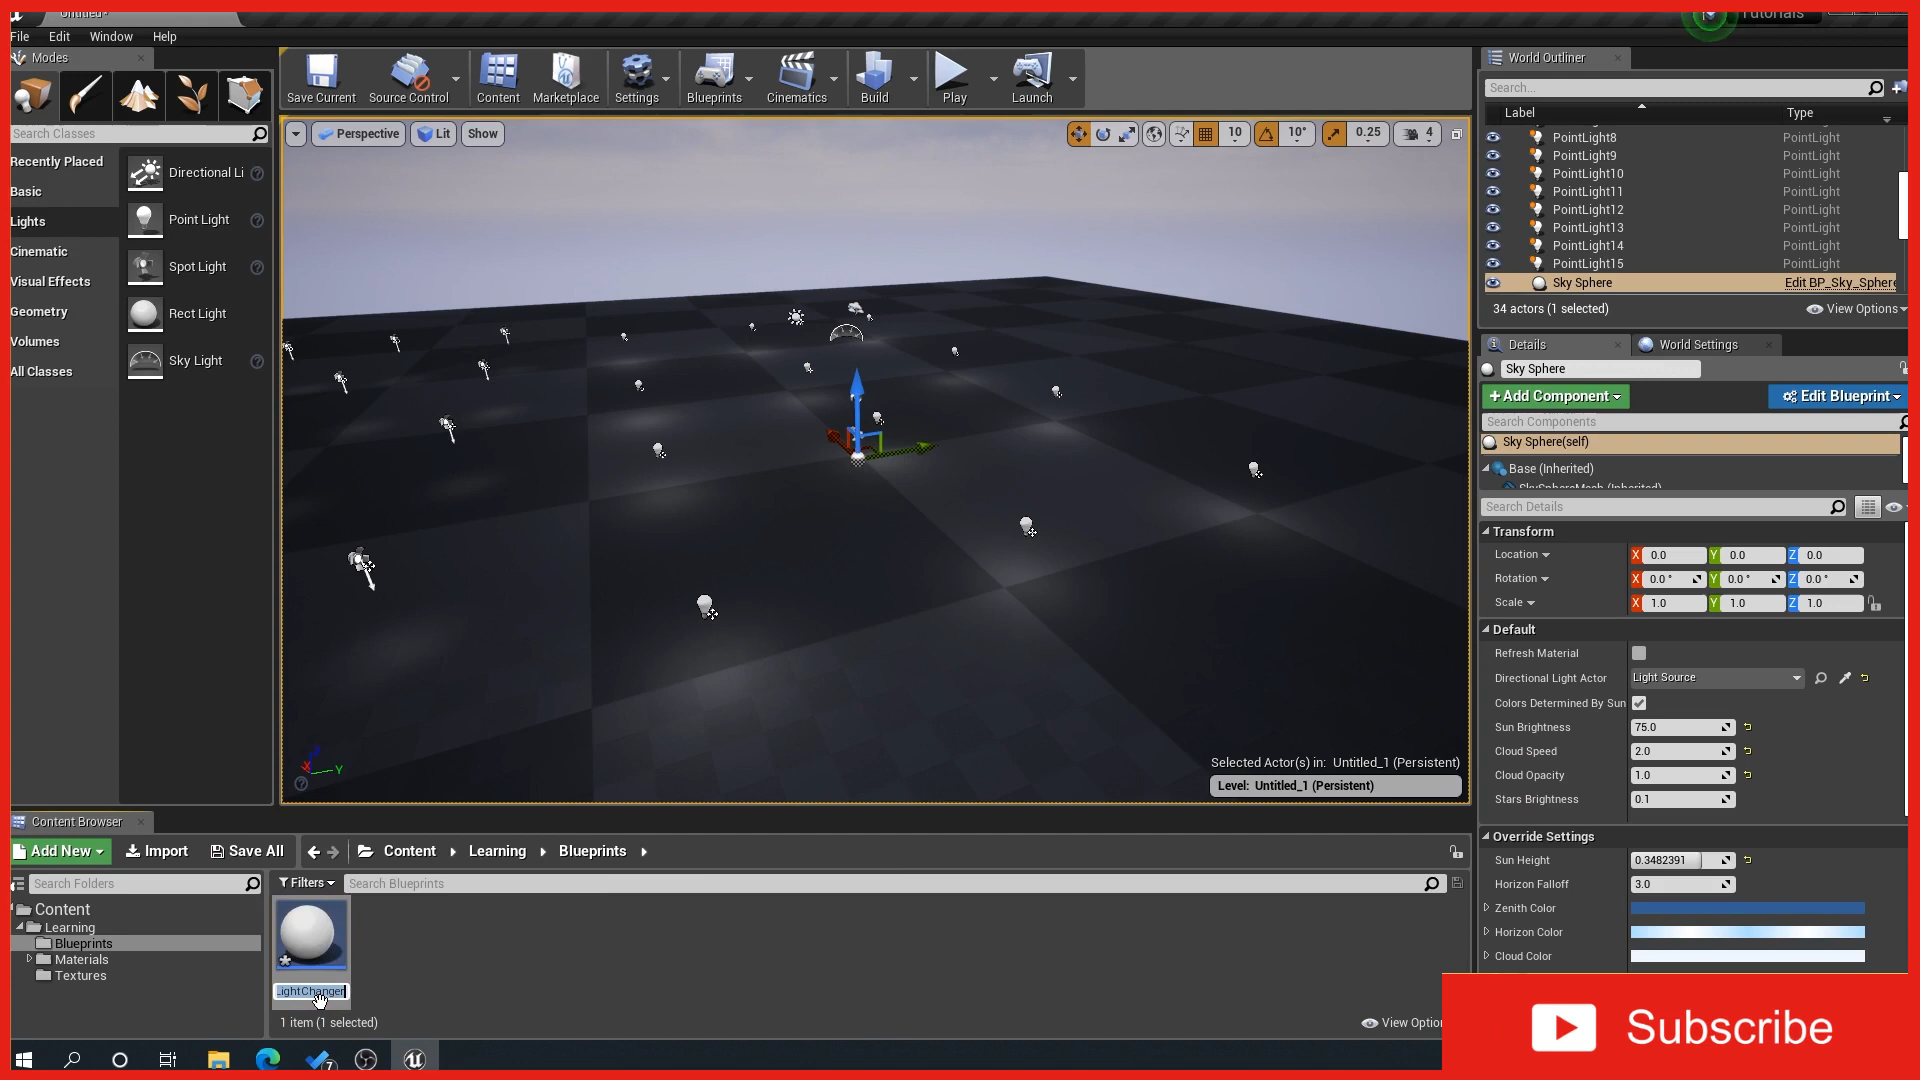 Untitled*
Tutorials
File Edit Window Help
Modes
Search Classes
Recently Placed
Basic
Lights
Cinematic
Visual Effects
Geometry
Volumes
All Classes
Directional Li
Point Light
Spot Light
Rect Light
Sky Light
Save Current Source Control Content Marketplace Settings Blueprints Cinematics Build Play Launch
Perspective Lit Show
10 10° 0.25 4
Selected Actor(s) in: Untitled_1 (Persistent)
Level: Untitled_1 (Persistent)
X Y
World Outliner
Search...
Label Type
PointLight8 PointLight
PointLight9 PointLight
PointLight10 PointLight
PointLight11 PointLight
PointLight12 PointLight
PointLight13 PointLight
PointLight14 PointLight
PointLight15 PointLight
Sky Sphere Edit BP_Sky_Sphere
34 actors (1 selected) View Options
Details World Settings
Sky Sphere
+Add Component Edit Blueprint
Search Components
Sky Sphere(self)
Base (Inherited)
SkySphereMesh (Inherited)
Search Details
Transform
Location X 0.0 Y 0.0 Z 0.0
Rotation X 0.0° Y 0.0° Z 0.0°
Scale X 1.0 Y 1.0 Z 1.0
Default
Refresh Material
Directional Light Actor Light Source
Colors Determined By Sun
Sun Brightness 75.0
Cloud Speed 2.0
Cloud Opacity 1.0
Stars Brightness 0.1
Override Settings
Sun Height 0.3482391
Horizon Falloff 3.0
Zenith Color
Horizon Color
Cloud Color
Content Browser
Add New Import Save All Content Learning Blueprints
Search Folders
Filters Search Blueprints
Content
Learning
Blueprints
Materials
Textures
LightChanger
1 item (1 selected)
View Optio
7
Subscribe